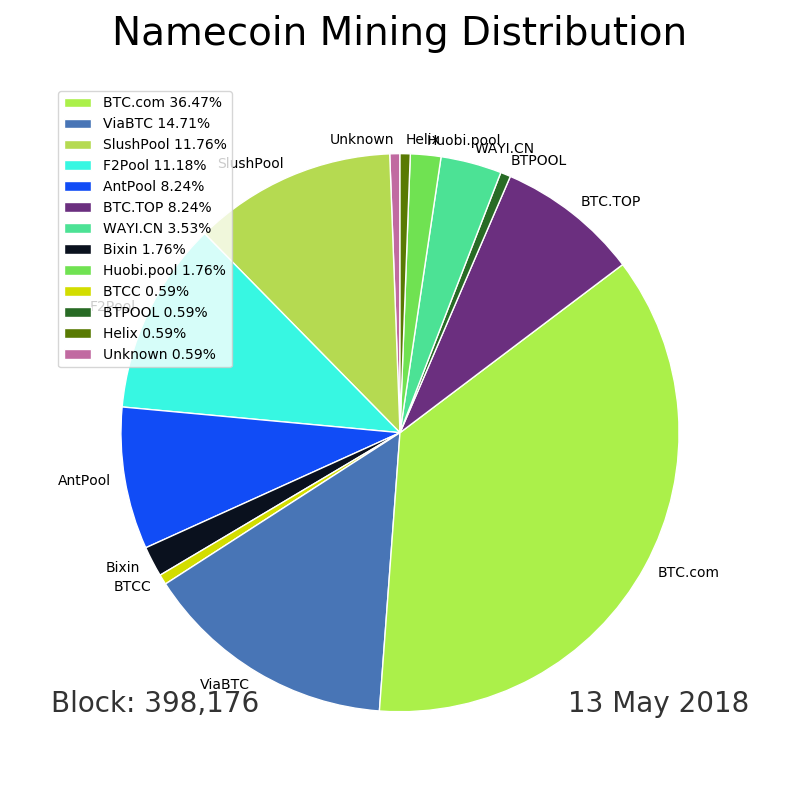 Namecoin Mining Distribution
BTC.com 36.47%
ViaBTC 14.71%
SlushPool 11.76%
F2Pool 11.18%
AntPool 8.24%
BTC.TOP 8.24%
WAYI.CN 3.53%
Bixin 1.76%
Huobi.pool 1.76%
BTCC 0.59%
BTPOOL 0.59%
Helix 0.59%
Unknown 0.59%
Unknown
Helix
Huobi.pool
WAYI.CN
BTPOOL
BTC.TOP
SlushPool
F2Pool
AntPool
Bixin
BTCC
ViaBTC
BTC.com
Block: 398,176
13 May 2018